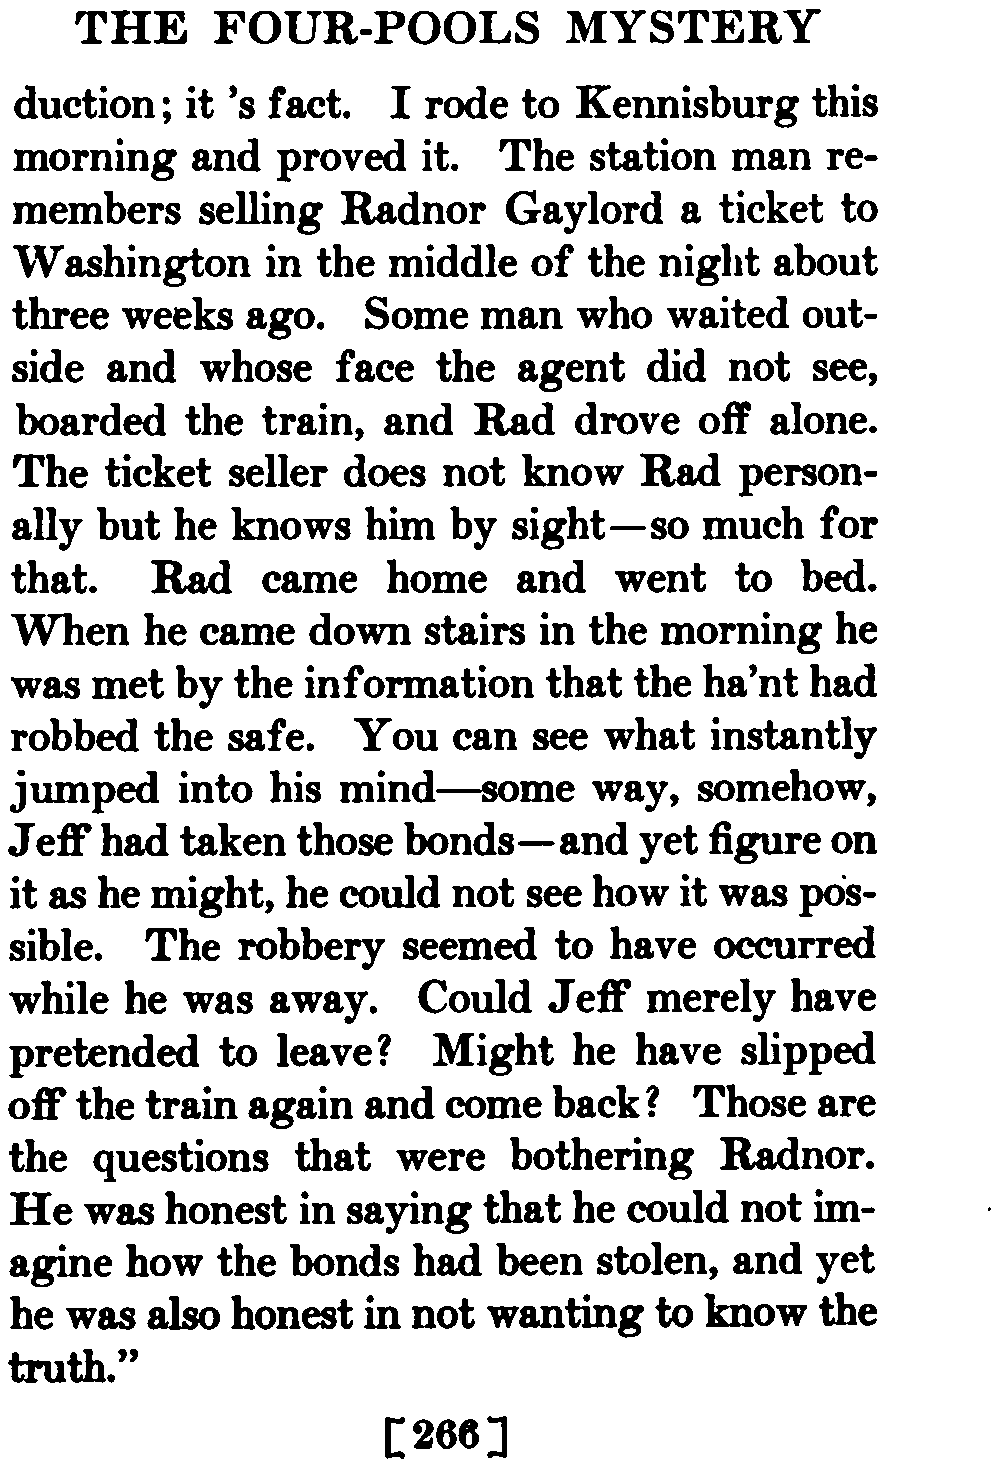 THE FOUR-POOLS MYSTERY
duction; it 's fact. I rode to Kennisburg this
morning and proved it. The station man re-
members selling Radnor Gaylord a ticket to
Washington in the middle of the night about
three weeks ago. Some man who waited out-
side and whose face the agent did not see,
boarded the train, and Rad drove off alone.
The ticket seller does not know Rad person-
ally but he knows him by sight—so much for
that. Rad came home and went to bed.
When he came down stairs in the morning he
was met by the information that the ha'nt had
robbed the safe. You can see what instantly
jumped into his mind—some way, somehow,
Jeff had taken those bonds—and yet figure on
it as he might, he could not see how it was pos-
sible. The robbery seemed to have occurred
while he was away. Could Jeff merely have
pretended to leave? Might he have slipped
off the train again and come back? Those are
the questions that were bothering Radnor.
He was honest in saying that he could not im-
agine how the bonds had been stolen, and yet
he was also honest in not wanting to know the
truth."
[266]